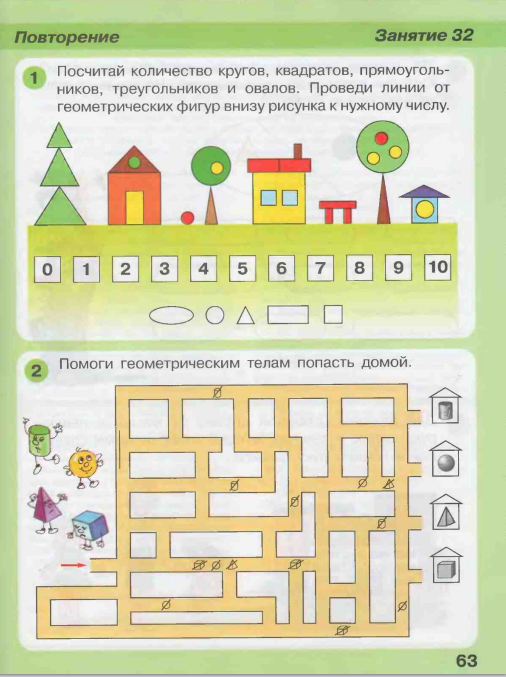 Повторение
Занятие 32
1
Посчитай количество кругов, квадратов, прямоуголь-
ников, треугольников и овалов. Проведи линии от
геометрических фигур внизу рисунка к нужному числу.
0 1 2 3 4 5 6 7 8 9 10
2
Помоги геометрическим телам попасть домой.
63